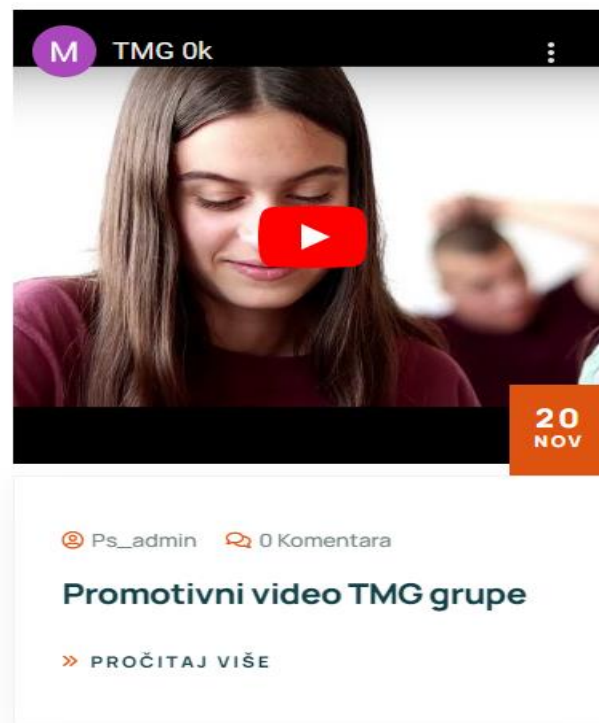 M TMG 0k
20
NOV
Ps_admin 0 Komentara
Promotivni video TMG grupe
PROČITAJ VIŠE